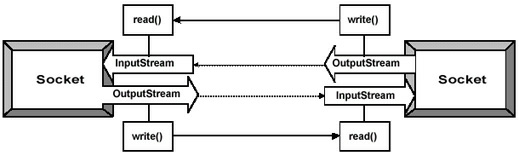 read()
write()
InputStream
OutputStream
Socket
Socket
OutputStream
InputStream
write()
read()